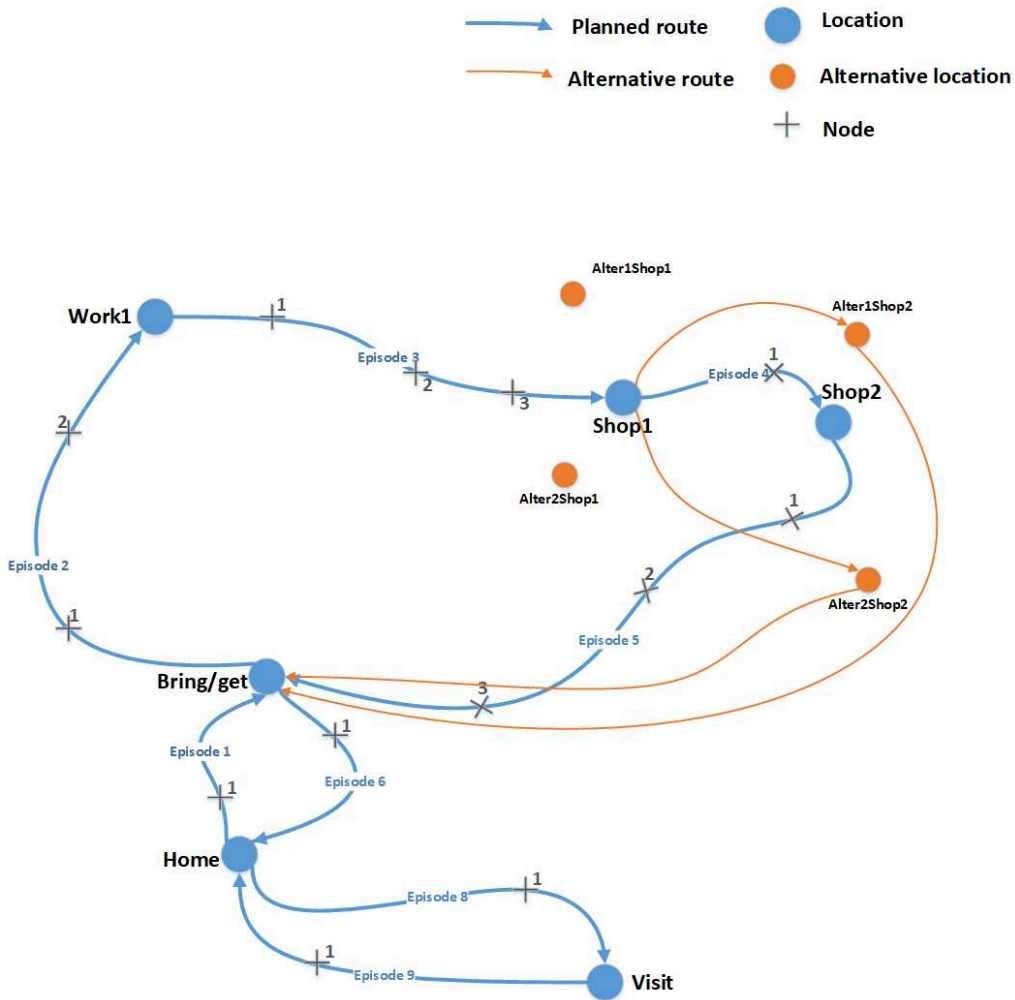 Planned route
Location
Alternative route
Alternative location
Node
Alter1Shop1
Work1
1
Alter1Shop2
Episode 3
2
1
Episode 4
3
Shop2
Shop1
2
Alter2Shop1
1
Episode 2
2
Alter2Shop2
1
Episode 5
Bring/get
3
1
Episode 1
Episode 6
1
Home
1
Episode 8
1
Episode 9
Visit